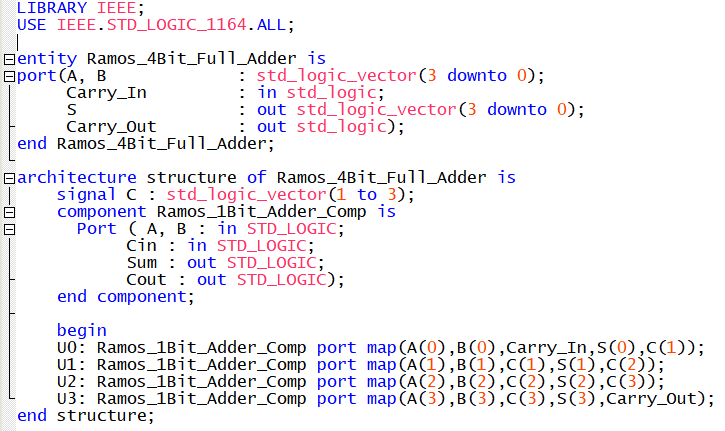 LIBRARY IEEE;
USE IEEE.STD_LOGIC_1164.ALL;
entity Ramos_4Bit_Full_Adder is
port(A, B : std_logic_vector(3 downto 0);
Carry_In : in std_logic;
S : out std_logic_vector(3 downto 0);
Carry_Out : out std_logic);
end Ramos_4Bit_Full_Adder;
architecture structure of Ramos_4Bit_Full_Adder is
signal C : std_logic_vector(1 to 3);
component Ramos_1Bit_Adder_Comp is
Port ( A, B : in STD_LOGIC;
Cin : in STD_LOGIC;
Sum : out STD_LOGIC;
Cout : out STD_LOGIC);
end component;
begin
U0: Ramos_1Bit_Adder_Comp port map(A(0),B(0),Carry_In,S(0),C(1));
U1: Ramos_1Bit_Adder_Comp port map(A(1),B(1),C(1),S(1),C(2));
U2: Ramos_1Bit_Adder_Comp port map(A(2),B(2),C(2),S(2),C(3));
U3: Ramos_1Bit_Adder_Comp port map(A(3),B(3),C(3),S(3),Carry_Out);
end structure;